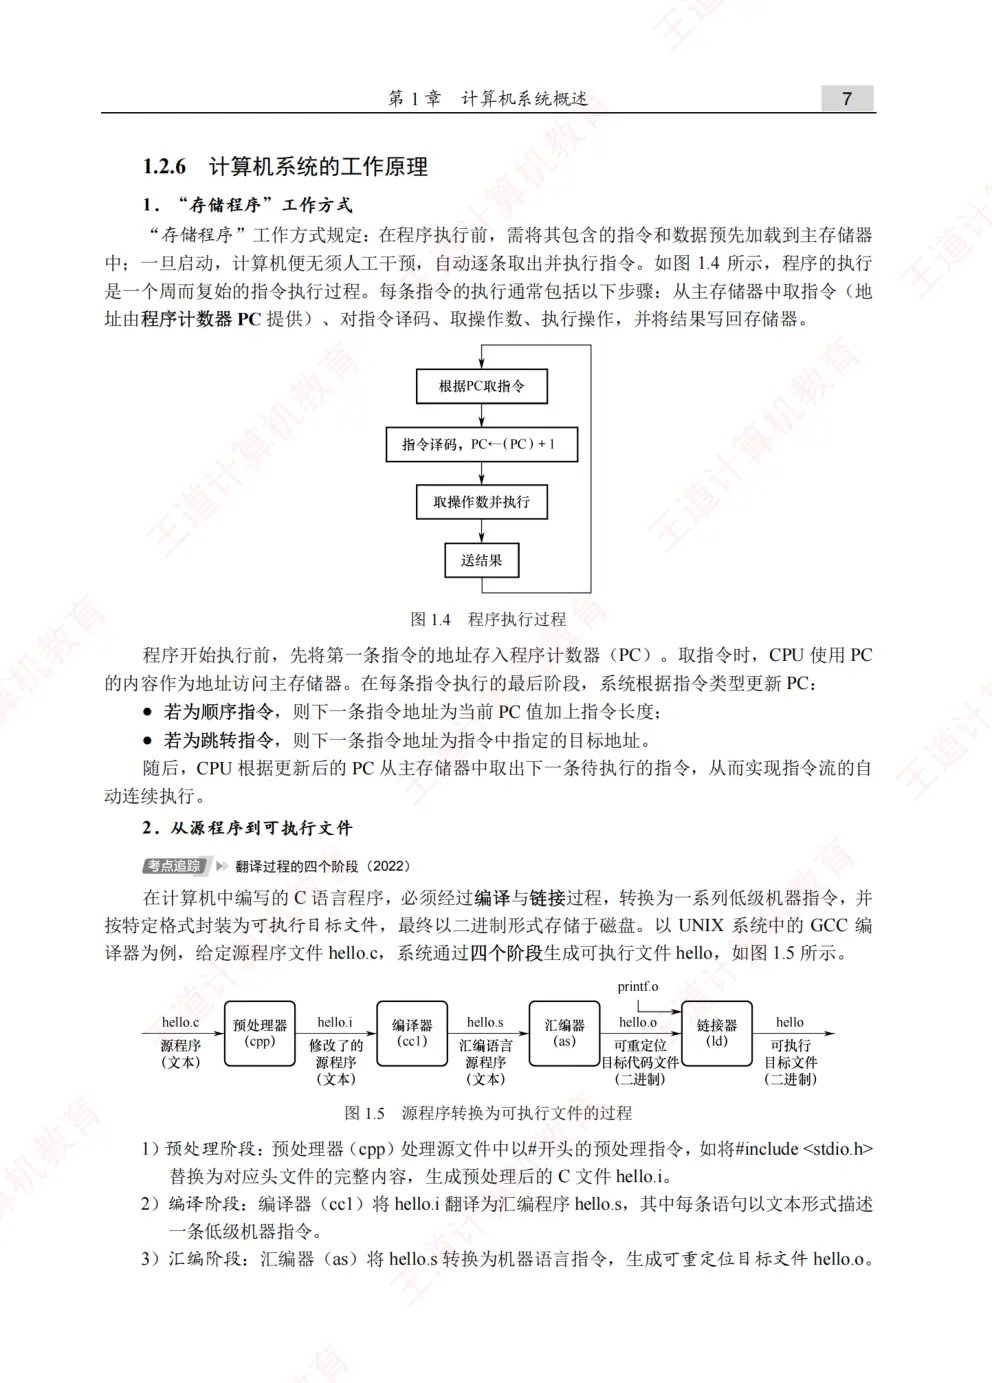 第 1 章 计算机系统概述 7
1.2.6 计算机系统的工作原理
1．“存储程序”工作方式
“存储程序”工作方式规定：在程序执行前，需将其包含的指令和数据预先加载到主存储器
中；一旦启动，计算机便无须人工干预，自动逐条取出并执行指令。如图 1.4 所示，程序的执行
是一个周而复始的指令执行过程。每条指令的执行通常包括以下步骤：从主存储器中取指令（地
址由程序计数器 PC 提供）、对指令译码、取操作数、执行操作，并将结果写回存储器。
根据PC取指令
指令译码，PC←(PC)+1
取操作数并执行
送结果
图 1.4 程序执行过程
程序开始执行前，先将第一条指令的地址存入程序计数器（PC）。取指令时，CPU 使用 PC
的内容作为地址访问主存储器。在每条指令执行的最后阶段，系统根据指令类型更新 PC：
● 若为顺序指令，则下一条指令地址为当前 PC 值加上指令长度；
● 若为跳转指令，则下一条指令地址为指令中指定的目标地址。
随后，CPU 根据更新后的 PC 从主存储器中取出下一条待执行的指令，从而实现指令流的自
动连续执行。
2．从源程序到可执行文件
考点追踪 翻译过程的四个阶段（2022）
在计算机中编写的 C 语言程序，必须经过编译与链接过程，转换为一系列低级机器指令，并
按特定格式封装为可执行目标文件，最终以二进制形式存储于磁盘。以 UNIX 系统中的 GCC 编
译器为例，给定源程序文件 hello.c，系统通过四个阶段生成可执行文件 hello，如图 1.5 所示。
printf.o
hello.c
源程序
（文本）
预处理器
（cpp）
hello.i
修改了的
源程序
（文本）
编译器
（cc1）
hello.s
汇编语言
源程序
（文本）
汇编器
（as）
hello.o
可重定位
目标代码文件
（二进制）
链接器
（ld）
hello
可执行
目标文件
（二进制）
图 1.5 源程序转换为可执行文件的过程
1）预处理阶段：预处理器（cpp）处理源文件中以#开头的预处理指令，如将#include <stdio.h>
替换为对应头文件的完整内容，生成预处理后的 C 文件 hello.i。
2）编译阶段：编译器（cc1）将 hello.i 翻译为汇编程序 hello.s，其中每条语句以文本形式描述
一条低级机器指令。
3）汇编阶段：汇编器（as）将 hello.s 转换为机器语言指令，生成可重定位目标文件 hello.o。
王道计算机教育